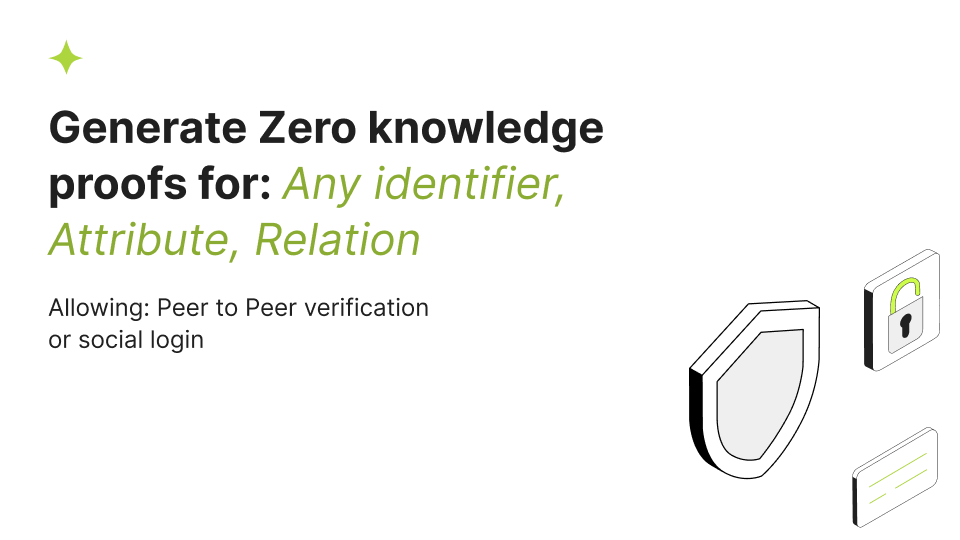 Generate Zero knowledge
proofs for: Any identifier,
Attribute, Relation
Allowing: Peer to Peer verification
or social login